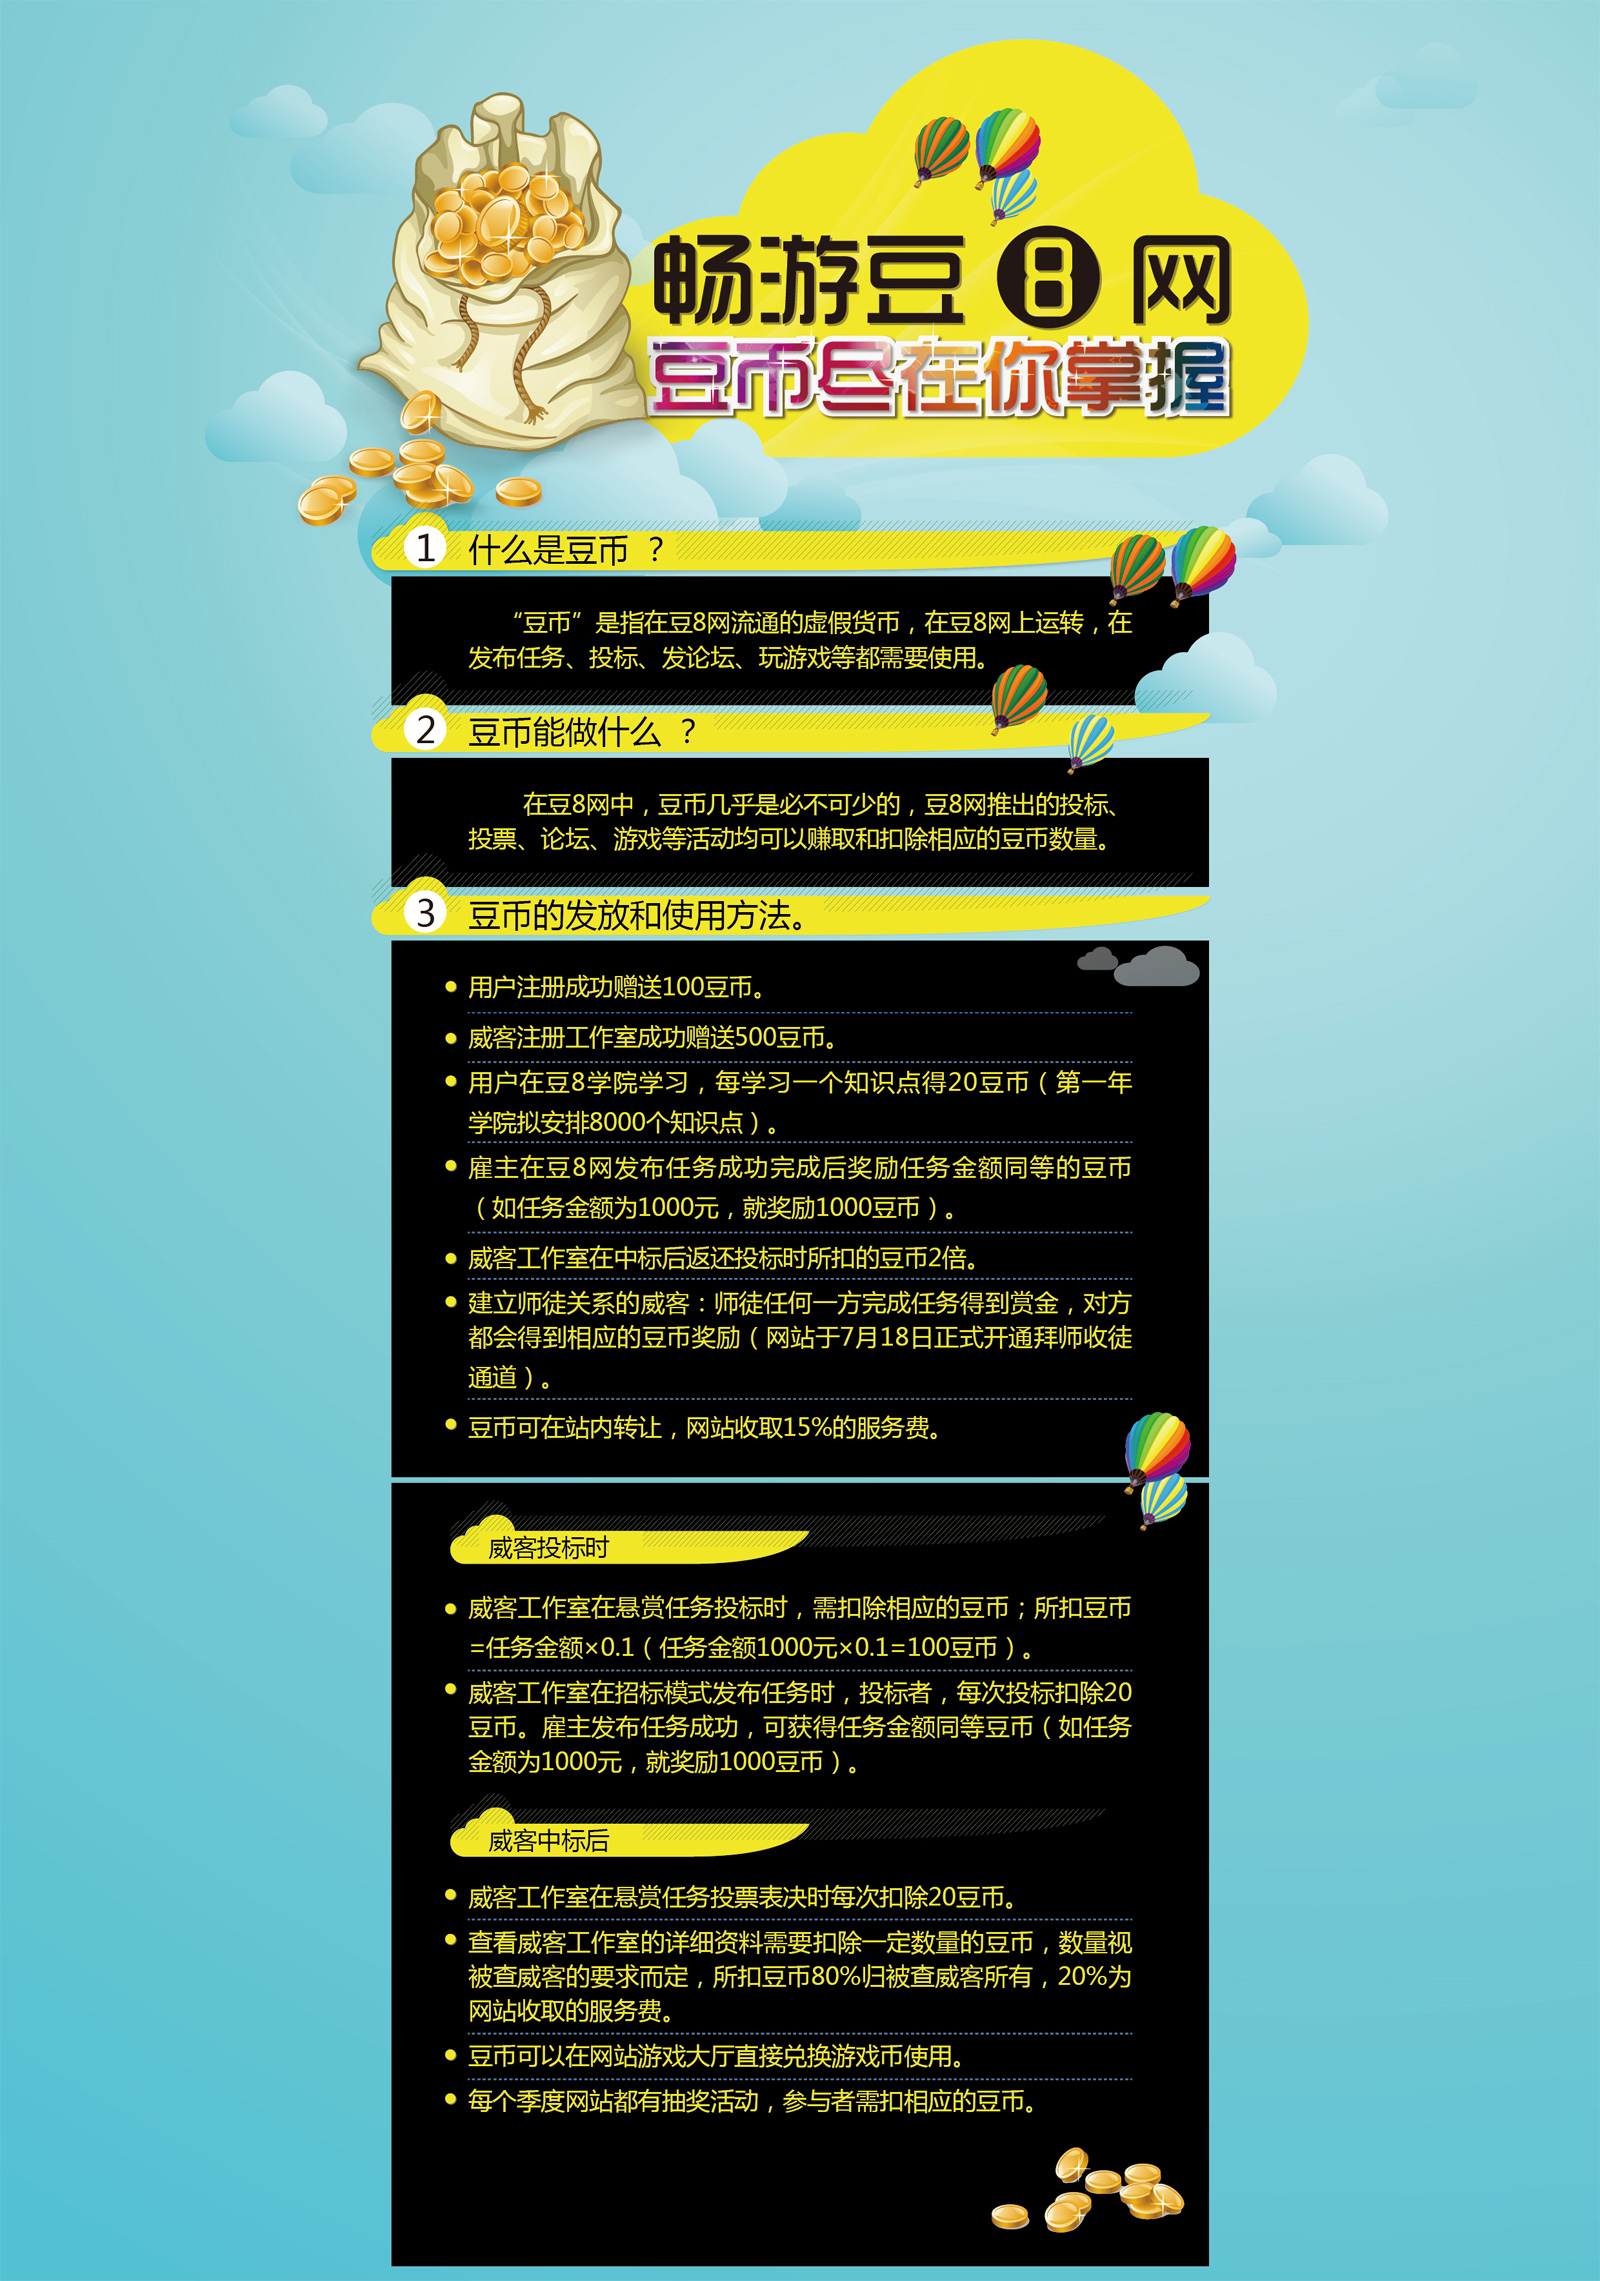 畅游豆8网
豆币尽在你掌握
1 什么是豆币 ？
“豆币”是指在豆8网流通的虚假货币，在豆8网上运转，在
发布任务、投标、发论坛、玩游戏等都需要使用。
2 豆币能做什么 ？
在豆8网中，豆币几乎是必不可少的，豆8网推出的投标、
投票、论坛、游戏等活动均可以赚取和扣除相应的豆币数量。
3 豆币的发放和使用方法。
用户注册成功赠送100豆币。
威客注册工作室成功赠送500豆币。
用户在豆8学院学习，每学习一个知识点得20豆币（第一年
学院拟安排8000个知识点）。
雇主在豆8网发布任务成功完成后奖励任务金额同等的豆币
（如任务金额为1000元，就奖励1000豆币）。
威客工作室在中标后返还投标时所扣的豆币2倍。
建立师徒关系的威客：师徒任何一方完成任务得到赏金，对方
都会得到相应的豆币奖励（网站于7月18日正式开通拜师收徒
通道）。
豆币可在站内转让，网站收取15%的服务费。
威客投标时
威客工作室在悬赏任务投标时，需扣除相应的豆币；所扣豆币
=任务金额×0.1（任务金额1000元×0.1=100豆币）。
威客工作室在招标模式发布任务时，投标者，每次投标扣除20
豆币。雇主发布任务成功，可获得任务金额同等豆币（如任务
金额为1000元，就奖励1000豆币）。
威客中标后
威客工作室在悬赏任务投票表决时每次扣除20豆币。
查看威客工作室的详细资料需要扣除一定数量的豆币，数量视
被查威客的要求而定，所扣豆币80%归被查威客所有，20%为
网站收取的服务费。
豆币可以在网站游戏大厅直接兑换游戏币使用。
每个季度网站都有抽奖活动，参与者需扣相应的豆币。